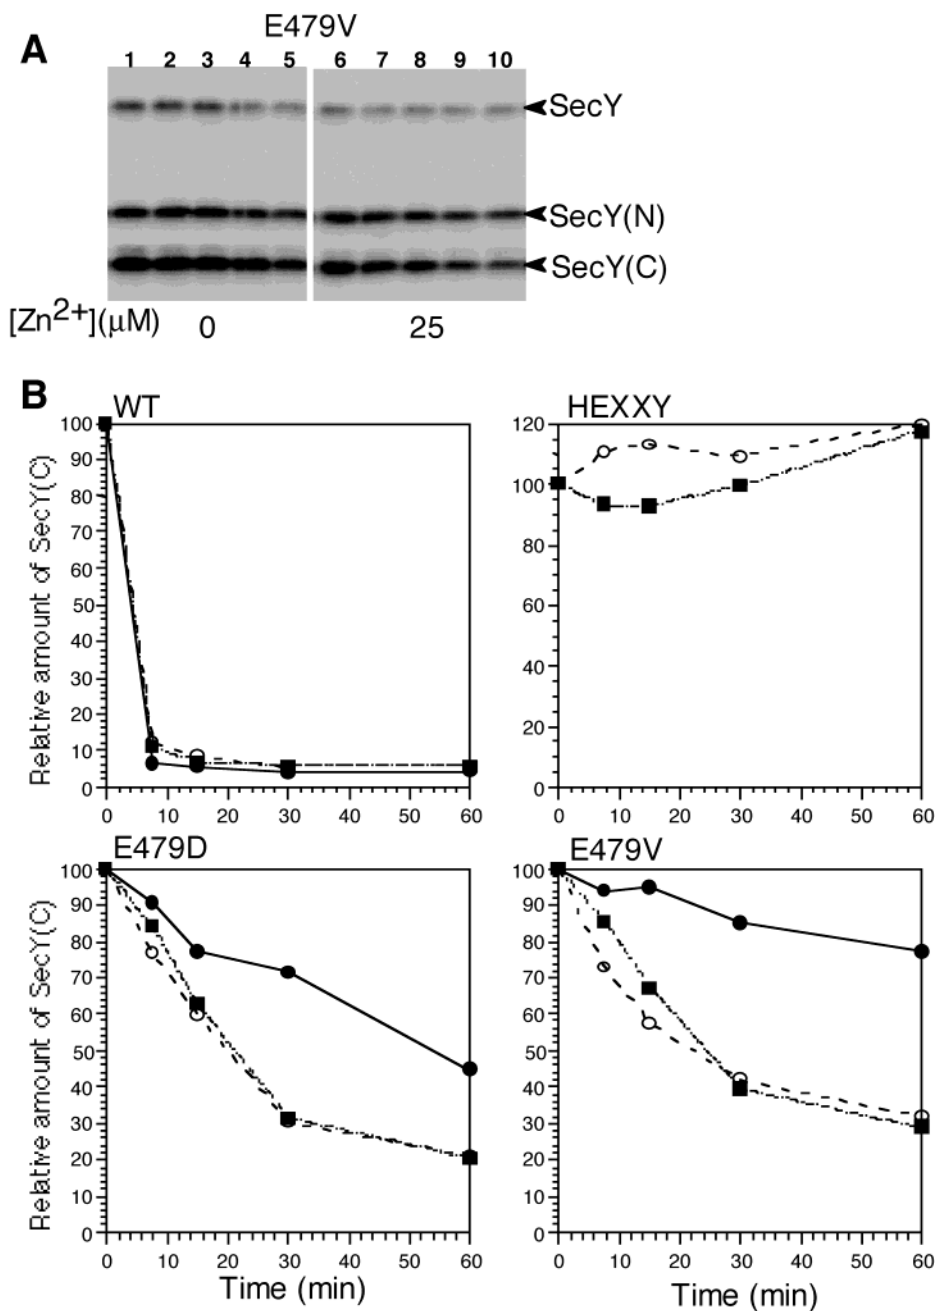 E479V
A
1 2 3 4 5 6 7 8 9 10
SecY
SecY(N)
SecY(C)
[Zn2+](μM) 0 25
B
WT HEXXY
Relative amount of SecY(C)
100
90
80
70
60
50
40
30
20
10
0
0 10 20 30 40 50 60
120
100
80
60
40
20
0
0 10 20 30 40 50 60
E479D E479V
Relative amount of SecY(C)
100
90
80
70
60
50
40
30
20
10
0
0 10 20 30 40 50 60
Time (min)
100
90
80
70
60
50
40
30
20
10
0
0 10 20 30 40 50 60
Time (min)